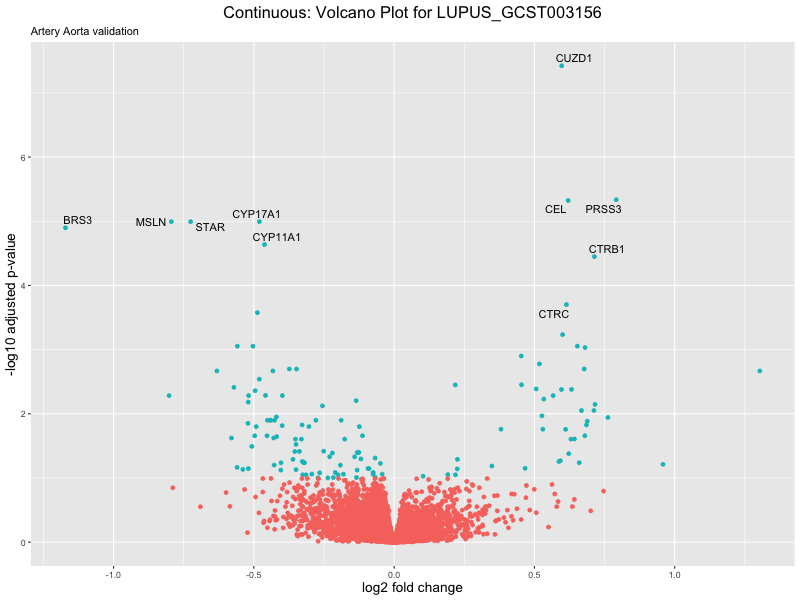 Continuous: Volcano Plot for LUPUS_GCST003156
Artery Aorta validation
CUZD1
6
CEL
PRSS3
BRS3
MSLN
STAR
CYP17A1
CYP11A1
CTRB1
4
CTRC
2
0
-log10 adjusted p-value
-1.0
-0.5
0.0
0.5
1.0
log2 fold change